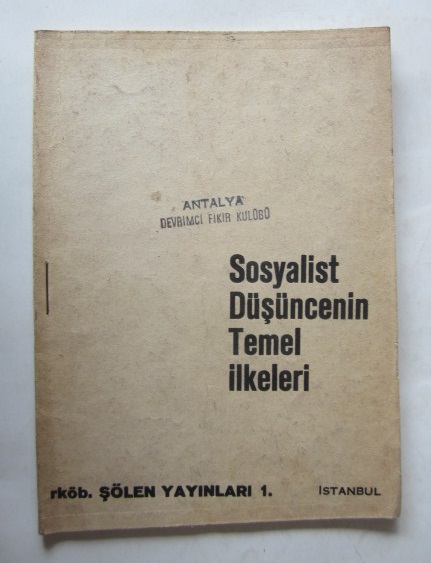 ANTALYA
DEVRİMCİ FİKİR KULÜBÜ
Sosyalist
Düşüncenin
Temel
ilkeleri
rköb. ŞÖLEN YAYINLARI 1. İSTANBUL